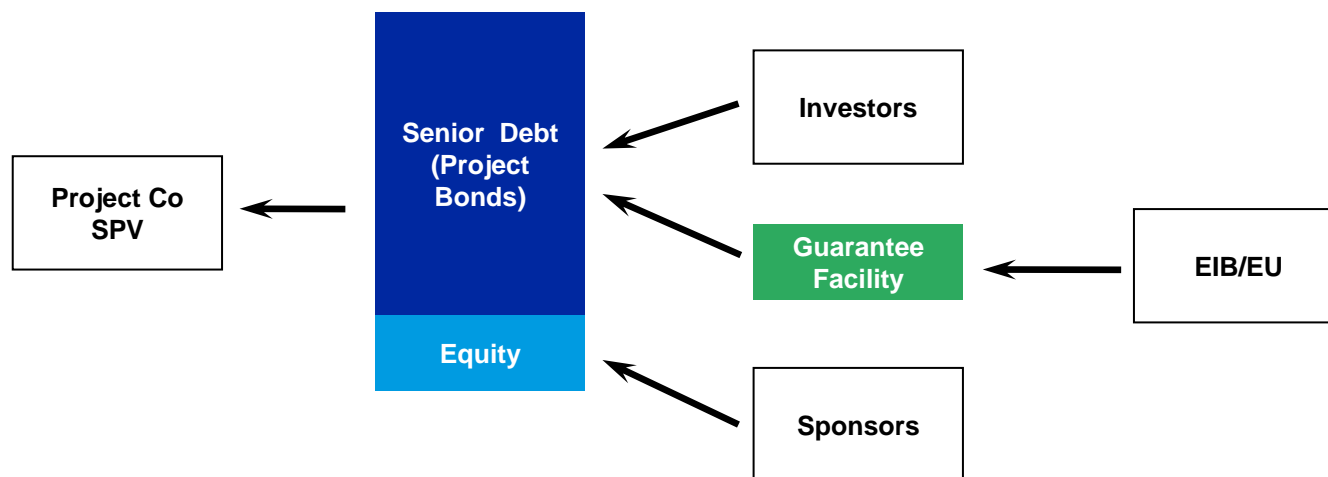 Project Co
SPV
Senior Debt
(Project
Bonds)
Equity
Investors
Guarantee
Facility
Sponsors
EIB/EU